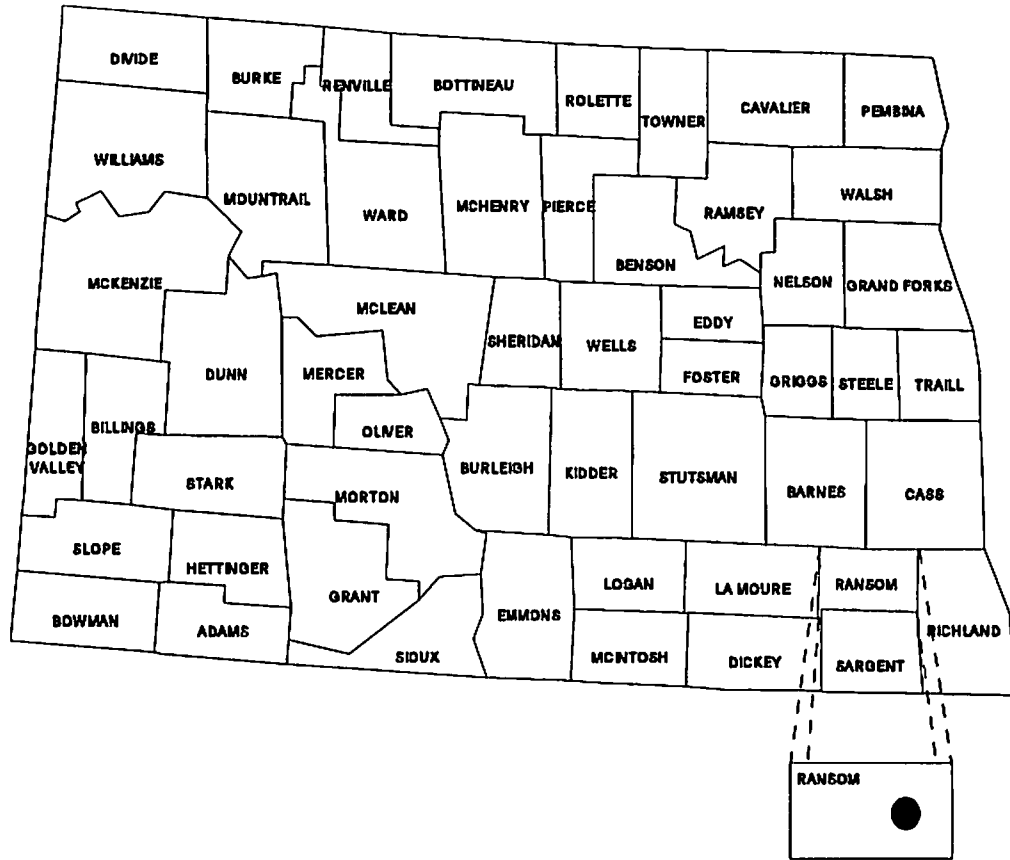 DIVIDE
BURKE
RENVILLE
BOTTINEAU
ROLETTE
TOWNER
CAVALIER
PEMBINA
WILLIAMS
MOUNTRAIL
WARD
MCHENRY
PIERCE
RAMSEY
WALSH
BENSON
MCKENZIE
NELSON
GRAND FORKS
MCLEAN
EDDY
SHERIDAN
WELLS
DUNN
MERCER
FOSTER
GRIGGS
STEELE
TRAILL
BILLINGS
OLIVER
GOLDEN
VALLEY
STARK
MORTON
BURLEIGH
KIDDER
STUTSMAN
BARNES
CASS
SLOPE
HETTINGER
GRANT
LOGAN
LA MOURE
RANSOM
BOWMAN
ADAMS
EMMONS
RICHLAND
SIOUX
MCINTOSH
DICKEY
SARGENT
RANSOM